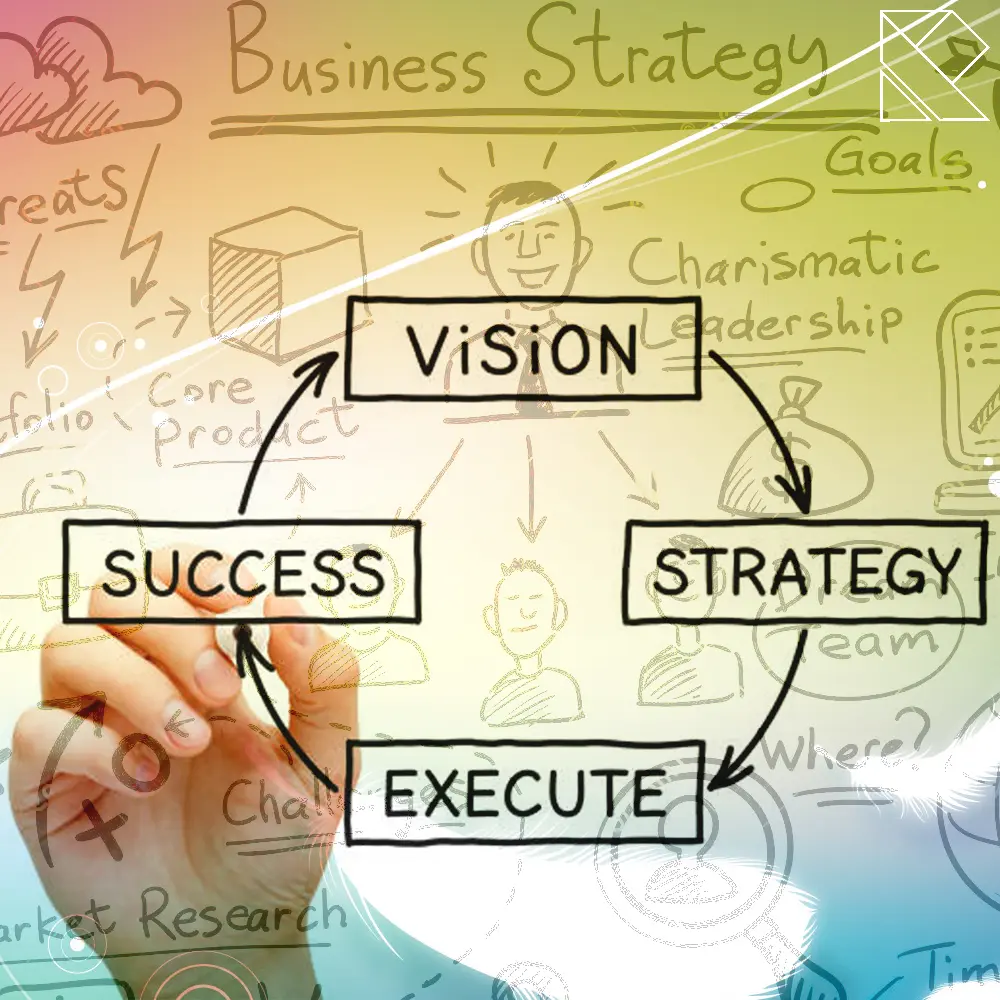 Business Strategy
Goals
reats
Charismatic
Leadership
ViSiON
Core
Product
folio
$
SUCCESS
STRATEGY
Dream
Team
Where?
EXECUTE
Chall
arket Research
Tim